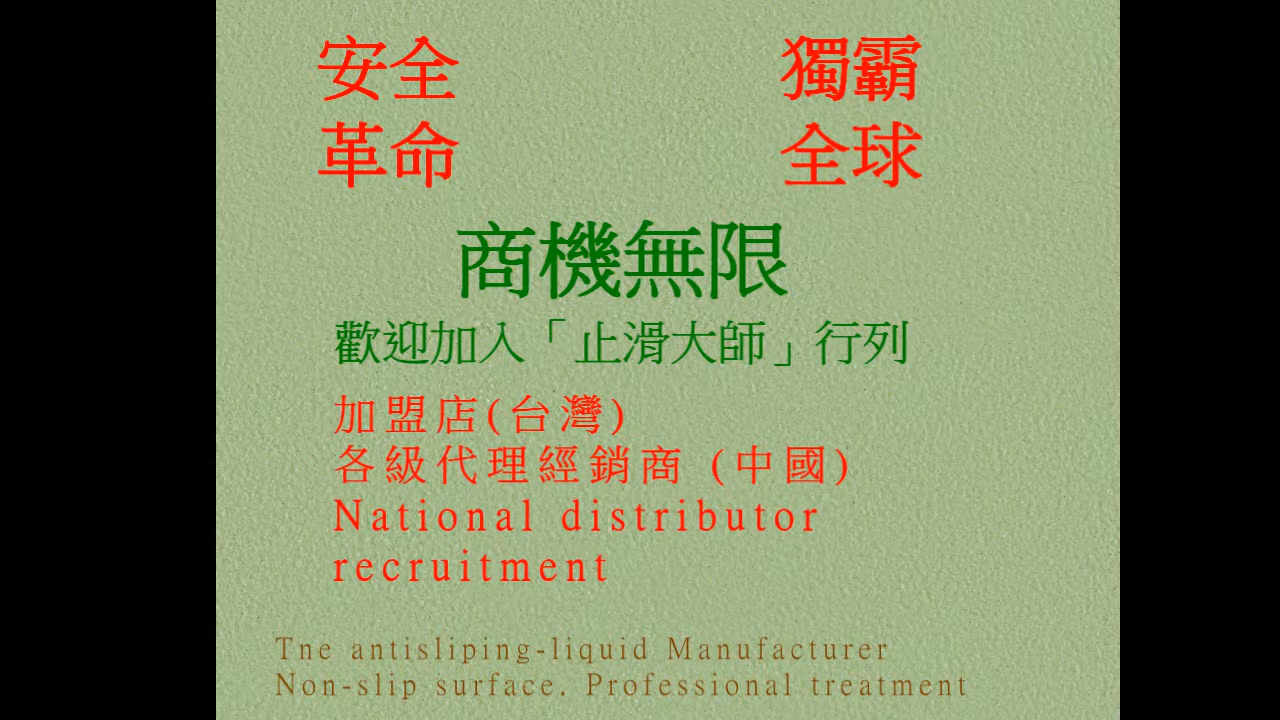 安全 獨霸
革命 全球
商機無限
歡迎加入「止滑大師」行列
加盟店(台灣)
各級代理經銷商 (中國)
National distributor
recruitment
Tne antisliping-liquid Manufacturer
Non-slip surface. Professional treatment